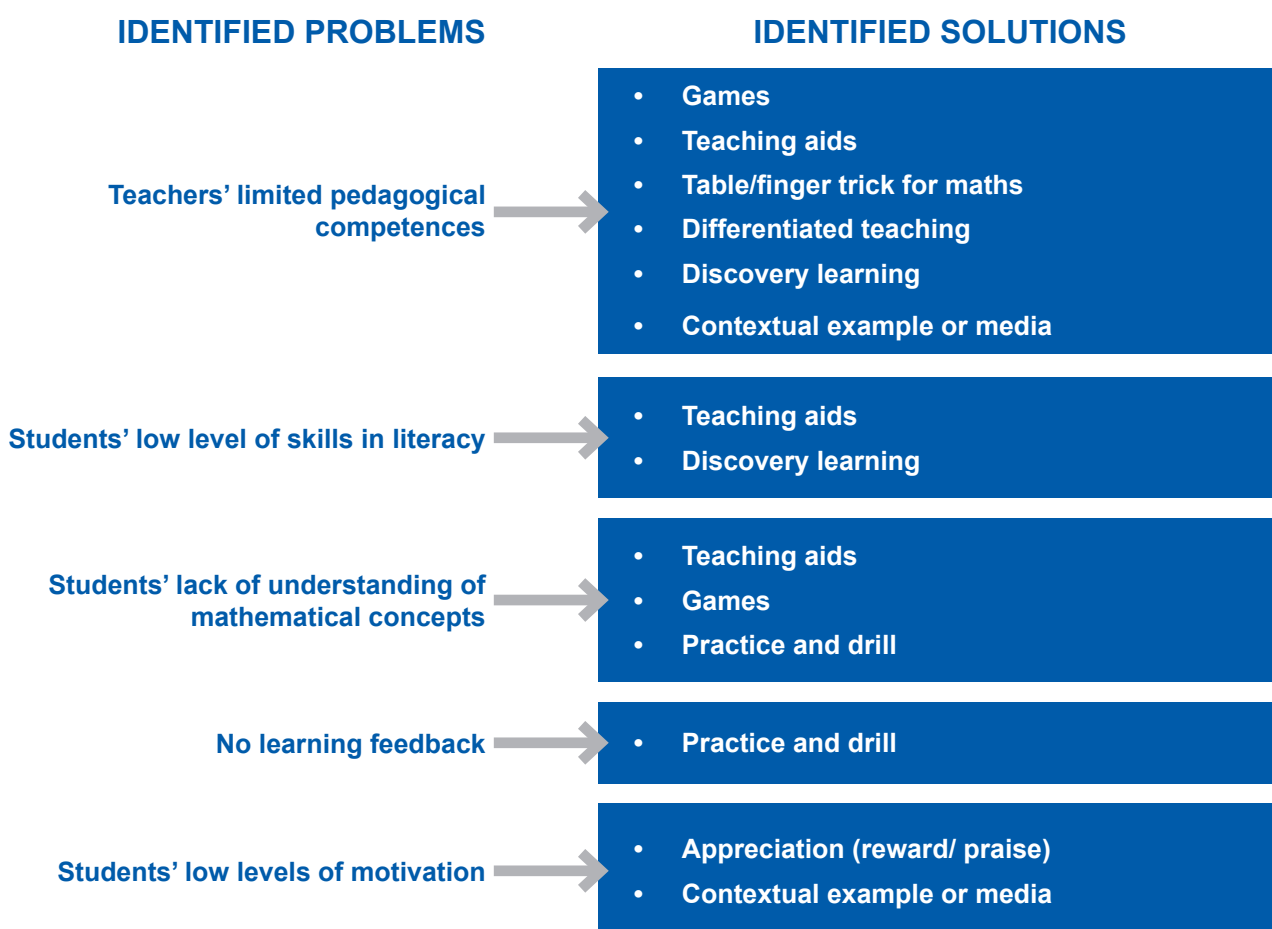 IDENTIFIED PROBLEMS
IDENTIFIED SOLUTIONS
Teachers’ limited pedagogical
competences
• Games
• Teaching aids
• Table/finger trick for maths
• Differentiated teaching
• Discovery learning
• Contextual example or media
Students’ low level of skills in literacy
• Teaching aids
• Discovery learning
Students’ lack of understanding of
mathematical concepts
• Teaching aids
• Games
• Practice and drill
No learning feedback
• Practice and drill
Students’ low levels of motivation
• Appreciation (reward/ praise)
• Contextual example or media